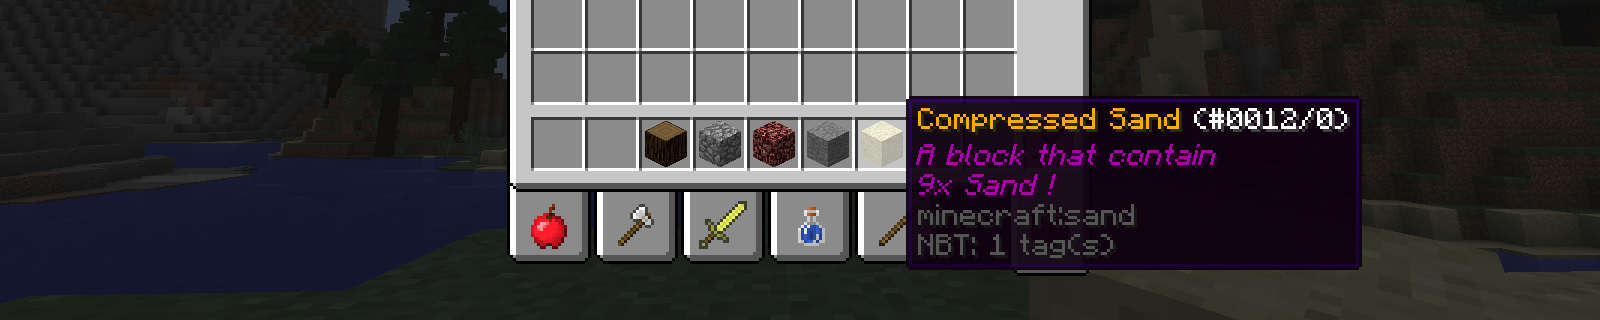 Compressed Sand (#0012/0)
A block that contain
9x Sand !
minecraft:sand
NBT: 1 tag(s)